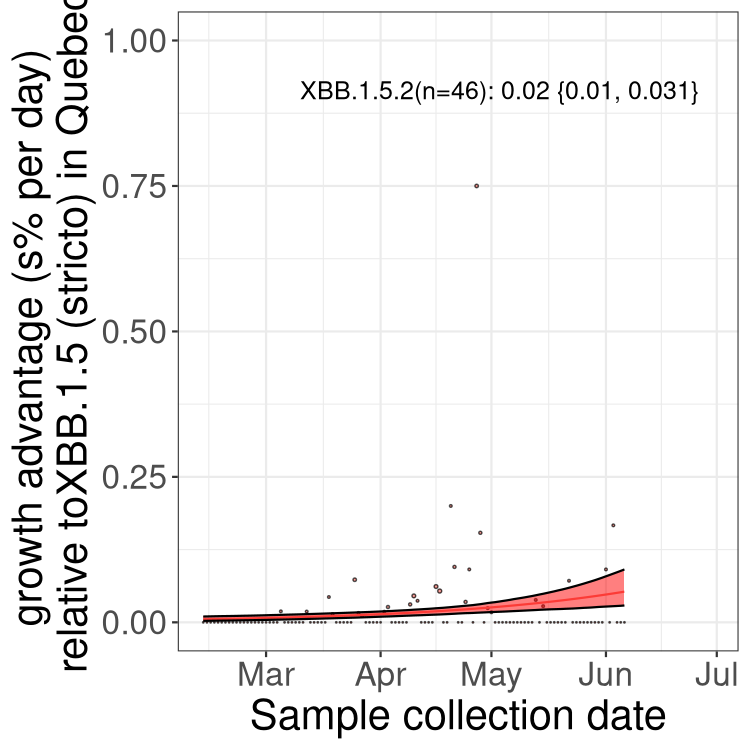 growth advantage (s% per day)
relative toXBB.1.5 (stricto) in Quebec
1.00
0.75
0.50
0.25
0.00
XBB.1.5.2(n=46): 0.02 {0.01, 0.031}
Mar Apr May Jun Jul
Sample collection date